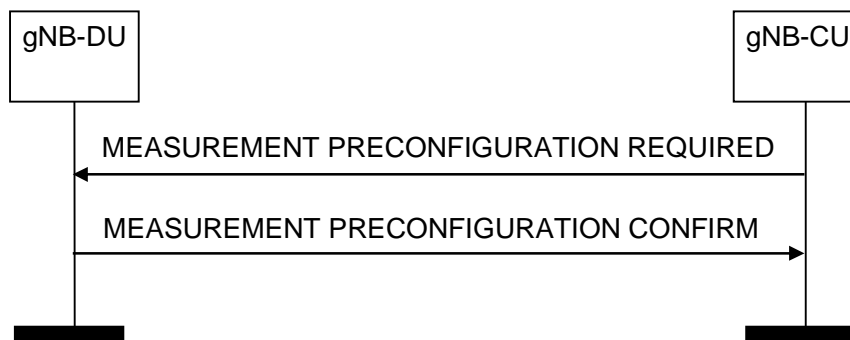 gNB-DU
gNB-CU
MEASUREMENT PRECONFIGURATION REQUIRED
MEASUREMENT PRECONFIGURATION CONFIRM